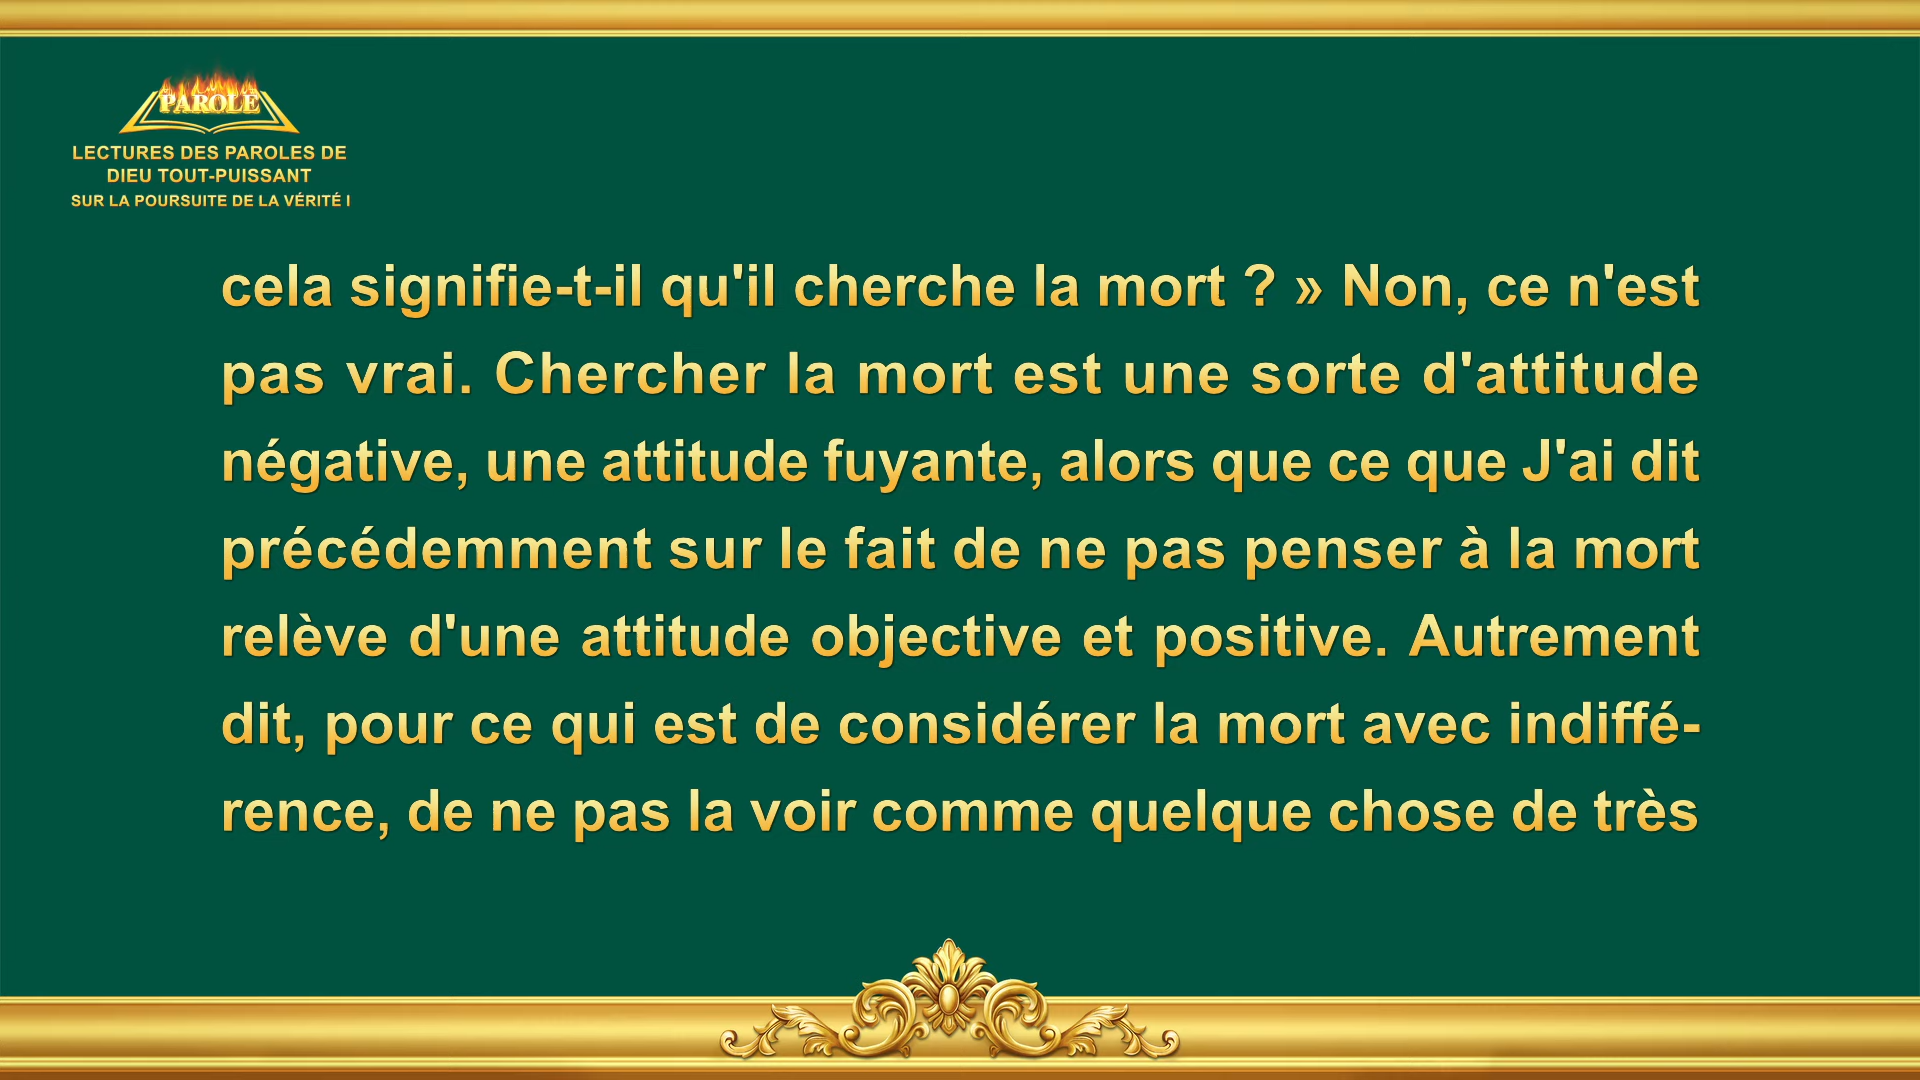 PAROLE
LECTURES DES PAROLES DE
DIEU TOUT-PUISSANT
SUR LA POURSUITE DE LA VÉRITÉ I
cela signifie-t-il qu'il cherche la mort ? » Non, ce n'est
pas vrai. Chercher la mort est une sorte d'attitude
négative, une attitude fuyante, alors que ce que J'ai dit
précédemment sur le fait de ne pas penser à la mort
relève d'une attitude objective et positive. Autrement
dit, pour ce qui est de considérer la mort avec indiffé-
rence, de ne pas la voir comme quelque chose de très